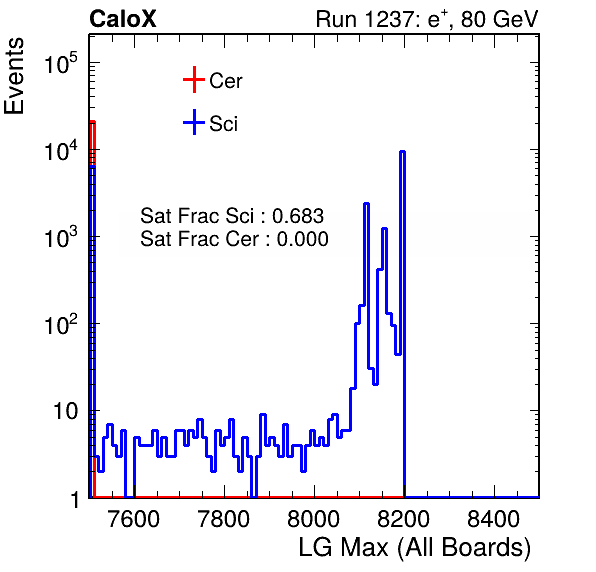 CaloX
Run 1237: e⁺, 80 GeV
Events
Cer
Sci
Sat Frac Sci : 0.683
Sat Frac Cer : 0.000
10⁵
10⁴
10³
10²
10
1
7600 7800 8000 8200 8400
LG Max (All Boards)